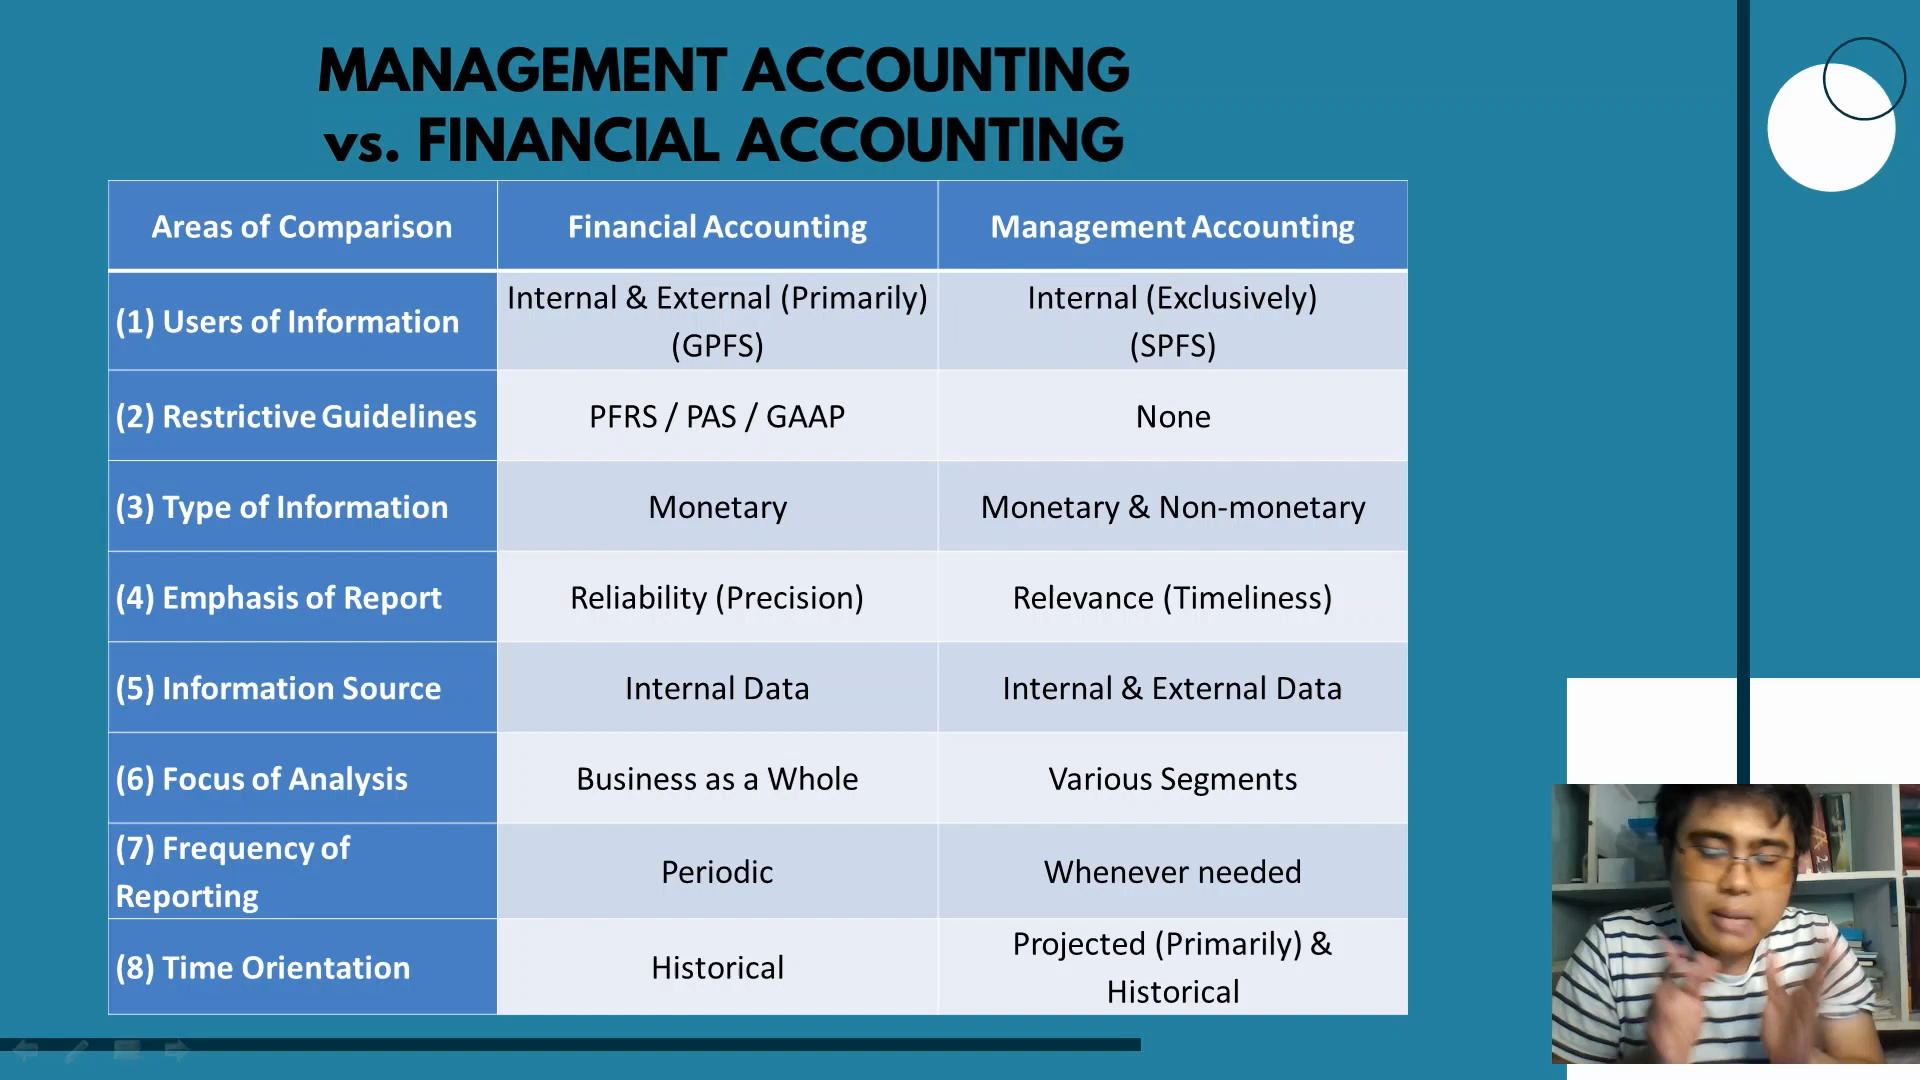 MANAGEMENT ACCOUNTING
vs. FINANCIAL ACCOUNTING
Areas of Comparison
Financial Accounting
Management Accounting
(1) Users of Information
Internal & External (Primarily)
(GPFS)
Internal (Exclusively)
(SPFS)
(2) Restrictive Guidelines
PFRS / PAS / GAAP
None
(3) Type of Information
Monetary
Monetary & Non-monetary
(4) Emphasis of Report
Reliability (Precision)
Relevance (Timeliness)
(5) Information Source
Internal Data
Internal & External Data
(6) Focus of Analysis
Business as a Whole
Various Segments
(7) Frequency of
Reporting
Periodic
Whenever needed
(8) Time Orientation
Historical
Projected (Primarily) &
Historical